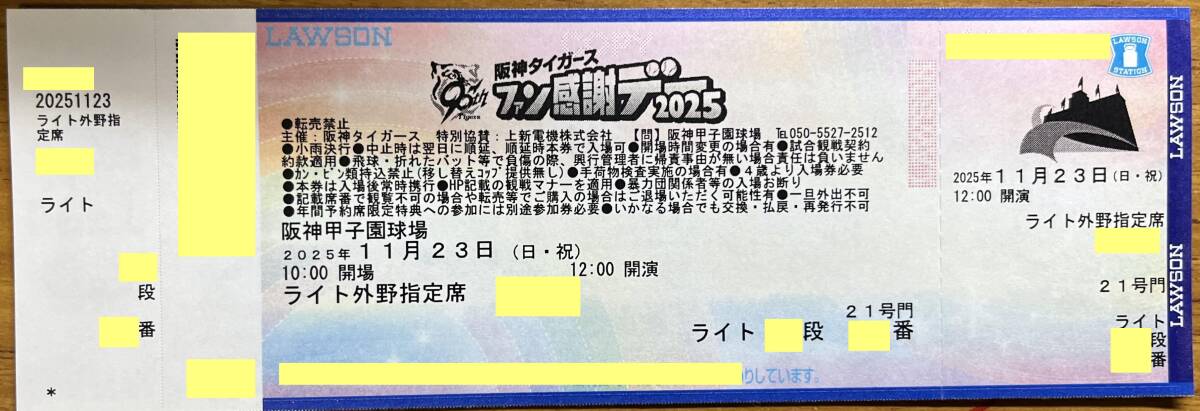 20251123
ライト外野指
定席
ライト
段
番
*
LAWSON
95th
Tigers
阪神タイガース
ファン感謝デー2025
●転売禁止
主催:阪神タイガース 特別協賛:上新電機株式会社 【問】阪神甲子園球場 ℡050-5527-2512
●小雨決行●中止時は翌日に順延、順延時本券で入場可●開場時間変更の場合有●試合観戦契約
約款適用●飛球・折れたバット等で負傷の際、興行管理者に帰責事由が無い場合責任は負いません
●カン・ビン類持込禁止(移し替えコップ提供無し)●手荷物検査実施の場合有●4歳より入場券必要
●本券は入場後常時携行●HP記載の観戦マナーを適用●暴力団関係者等の入場お断り
●記載席番で観覧不可の場合や転売等でご購入の場合はご退場いただく可能性有●一旦外出不可
●年間予約席限定特典への参加には別途参加券必要●いかなる場合でも交換・払戻・再発行不可
阪神甲子園球場
2025年11月23日(日・祝)
10:00 開場 12:00 開演
ライト外野指定席
21号門
ライト 段 番
しています。
LAWSON
STATION
2025年11月23日(日・祝)
12:00 開演
ライト外野指定席
21号門
ライト
段
番
LAWSON
LAWSON